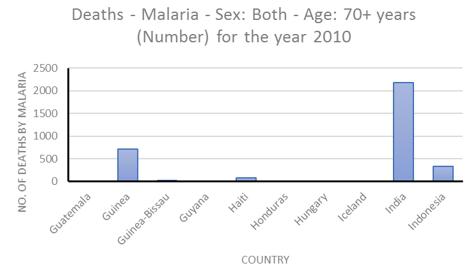 Deaths - Malaria - Sex: Both - Age: 70+ years
(Number) for the year 2010
NO. OF DEATHS BY MALARIA
2500
2000
1500
1000
500
0
Guatemala
Guinea
Guinea-Bissau
Guyana
Haiti
Honduras
Hungary
Iceland
India
Indonesia
COUNTRY